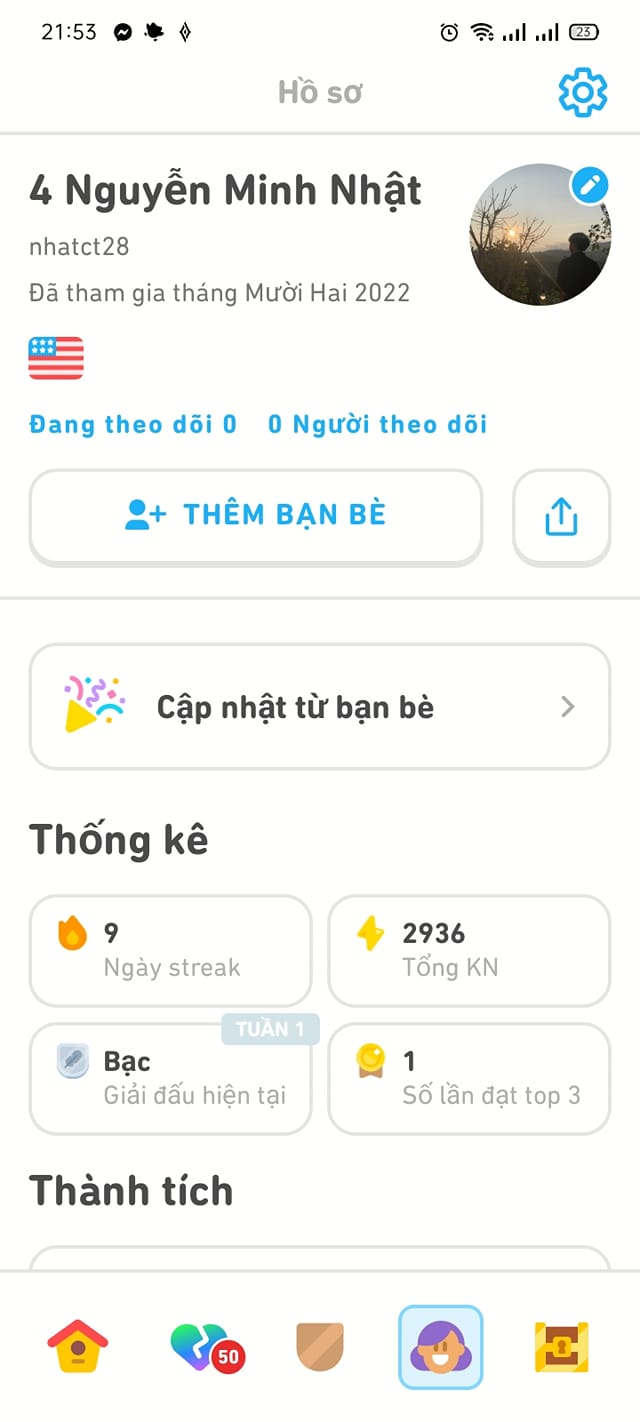 21:53
23
Hồ sơ
4 Nguyễn Minh Nhật
nhatct28
Đã tham gia tháng Mười Hai 2022
Đang theo dõi 0 0 Người theo dõi
THÊM BẠN BÈ
Cập nhật từ bạn bè
Thống kê
9
Ngày streak
2936
Tổng KN
TUẦN 1
Bạc
Giải đấu hiện tại
1
Số lần đạt top 3
Thành tích
50